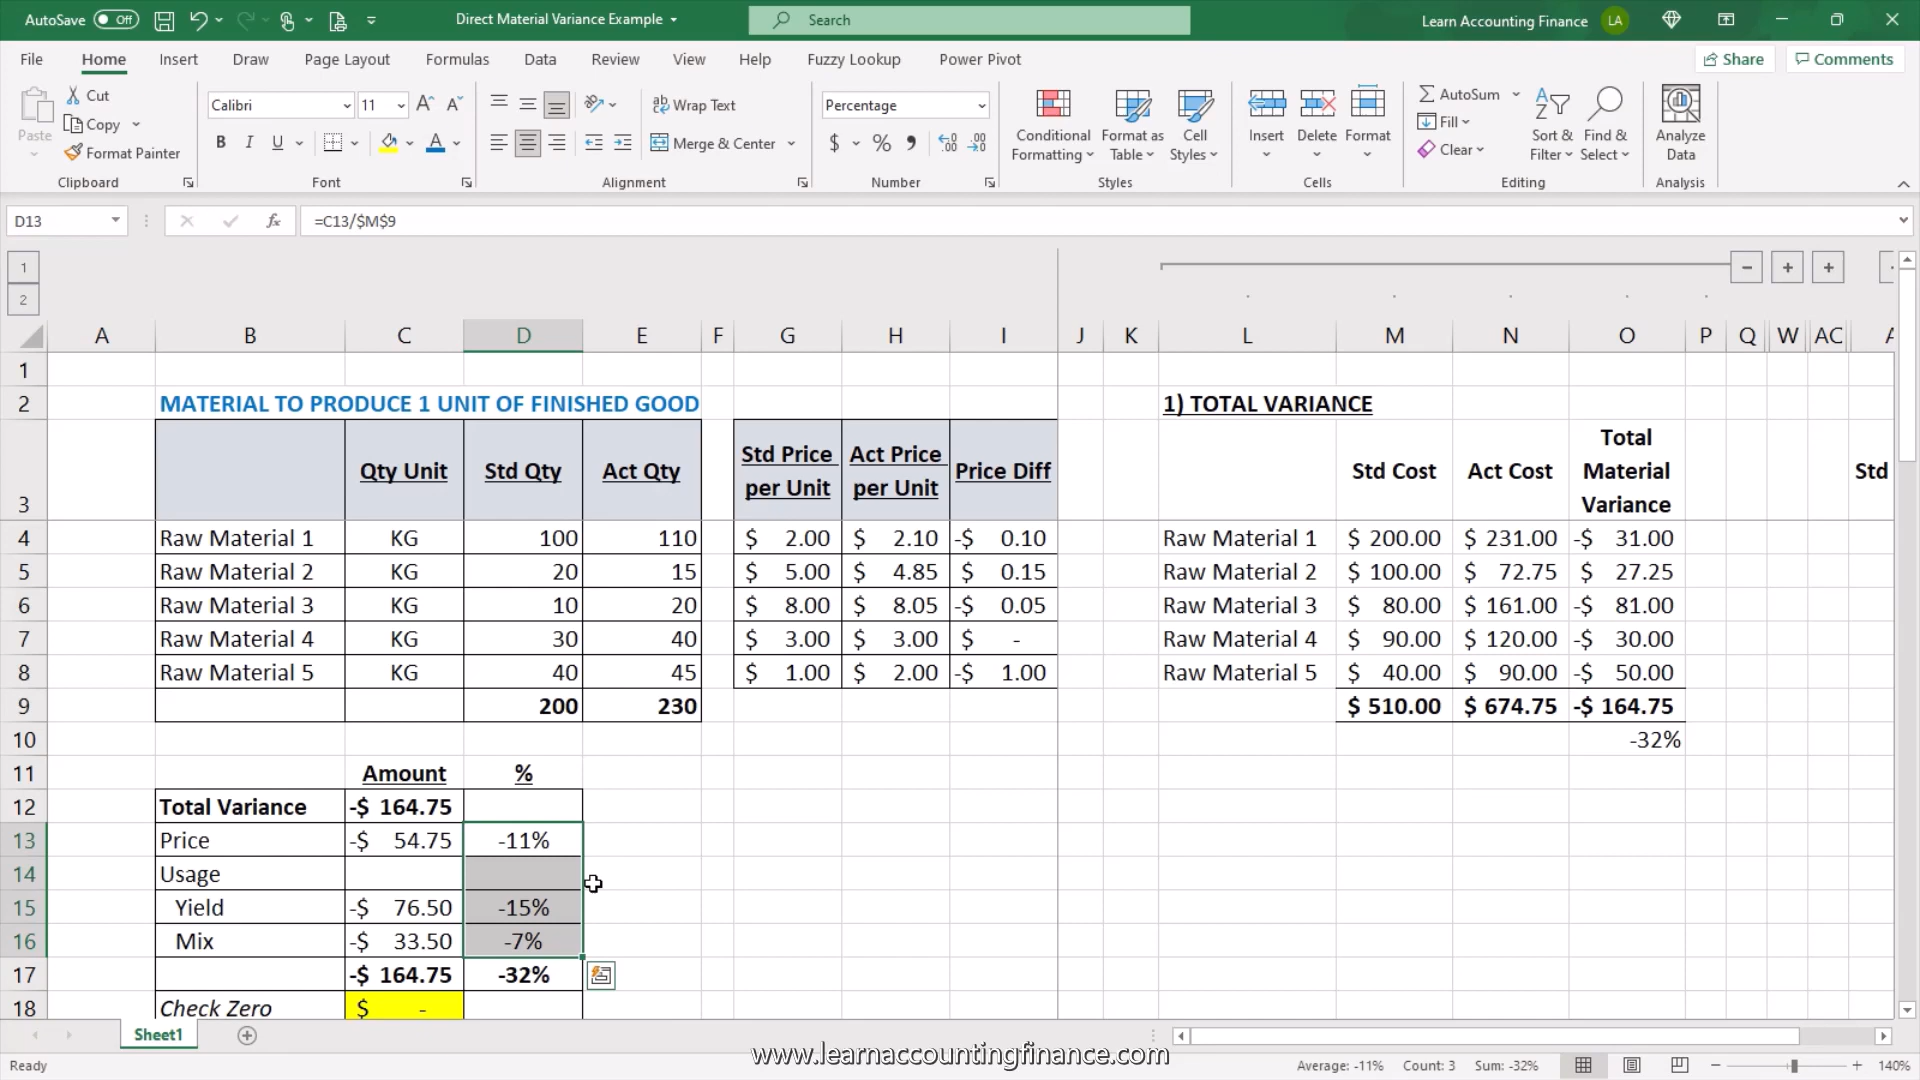 AutoSave Off Direct Material Variance Example Search Learn Accounting Finance LA
File Home Insert Draw Page Layout Formulas Data Review View Help Fuzzy Lookup Power Pivot Share Comments
Paste Cut Copy Format Painter Clipboard
Calibri 11 B I U Font
Wrap Text Merge & Center Alignment
Percentage $ % Number
Conditional Formatting Format as Table Cell Styles Styles
Insert Delete Format Cells
AutoSum Fill Clear Sort & Filter Find & Select Editing
Analyze Data Analysis
D13 fx =C13/$M$9
1
2
A B C D E F G H I J K L M N O P Q W AC
1
2 MATERIAL TO PRODUCE 1 UNIT OF FINISHED GOOD 1) TOTAL VARIANCE
3 Qty Unit Std Qty Act Qty Std Price per Unit Act Price per Unit Price Diff Std Cost Act Cost Total Material Variance Std
4 Raw Material 1 KG 100 110 $ 2.00 $ 2.10 -$ 0.10 Raw Material 1 $ 200.00 $ 231.00 -$ 31.00
5 Raw Material 2 KG 20 15 $ 5.00 $ 4.85 $ 0.15 Raw Material 2 $ 100.00 $ 72.75 $ 27.25
6 Raw Material 3 KG 10 20 $ 8.00 $ 8.05 -$ 0.05 Raw Material 3 $ 80.00 $ 161.00 -$ 81.00
7 Raw Material 4 KG 30 40 $ 3.00 $ 3.00 $ - Raw Material 4 $ 90.00 $ 120.00 -$ 30.00
8 Raw Material 5 KG 40 45 $ 1.00 $ 2.00 -$ 1.00 Raw Material 5 $ 40.00 $ 90.00 -$ 50.00
9 200 230 $ 510.00 $ 674.75 -$ 164.75
10 -32%
11 Amount %
12 Total Variance -$ 164.75
13 Price -$ 54.75 -11%
14 Usage
15 Yield -$ 76.50 -15%
16 Mix -$ 33.50 -7%
17 -$ 164.75 -32%
18 Check Zero $ -
Sheet1
www.learnaccountingfinance.com
Ready Average: -11% Count: 3 Sum: -32% 140%